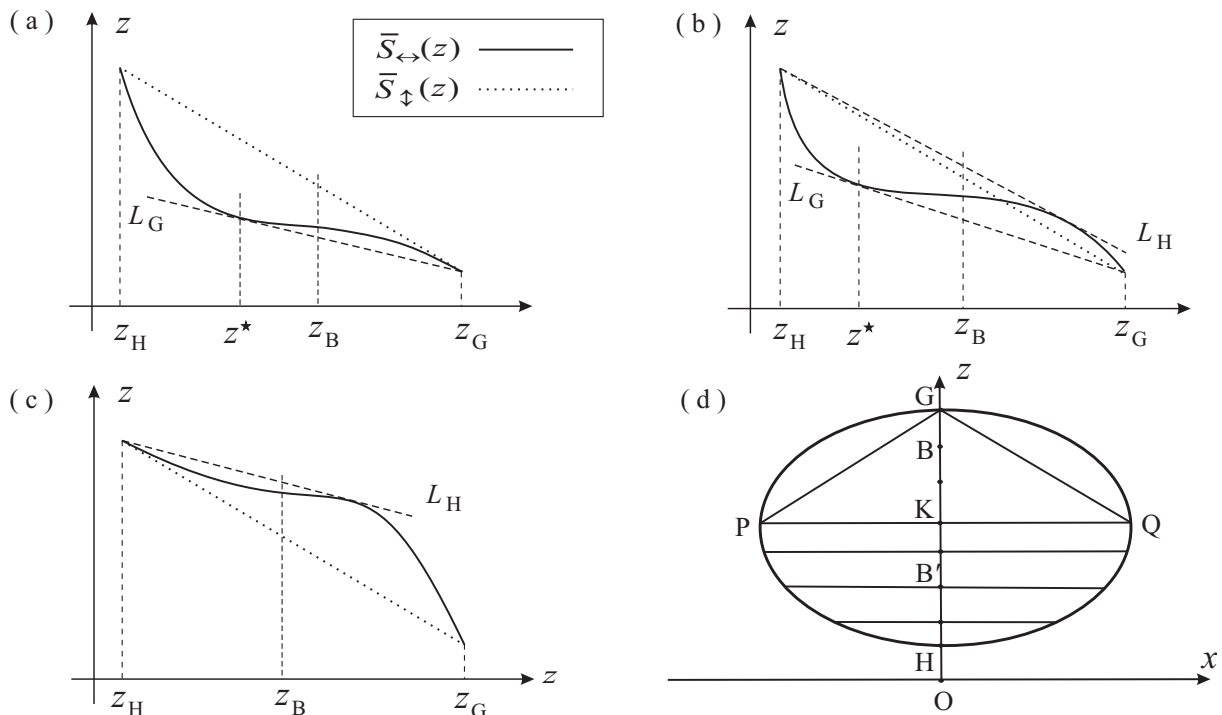 ( a )
z
S̅↔(z)
S̅↕(z)
L_G
z_H
z★
z_B
z_G
( b )
z
L_G
L_H
z_H
z★
z_B
z_G
( c )
z
L_H
z_H
z_B
z_G
z
( d )
z
G
B
P
K
Q
B′
H
x
O